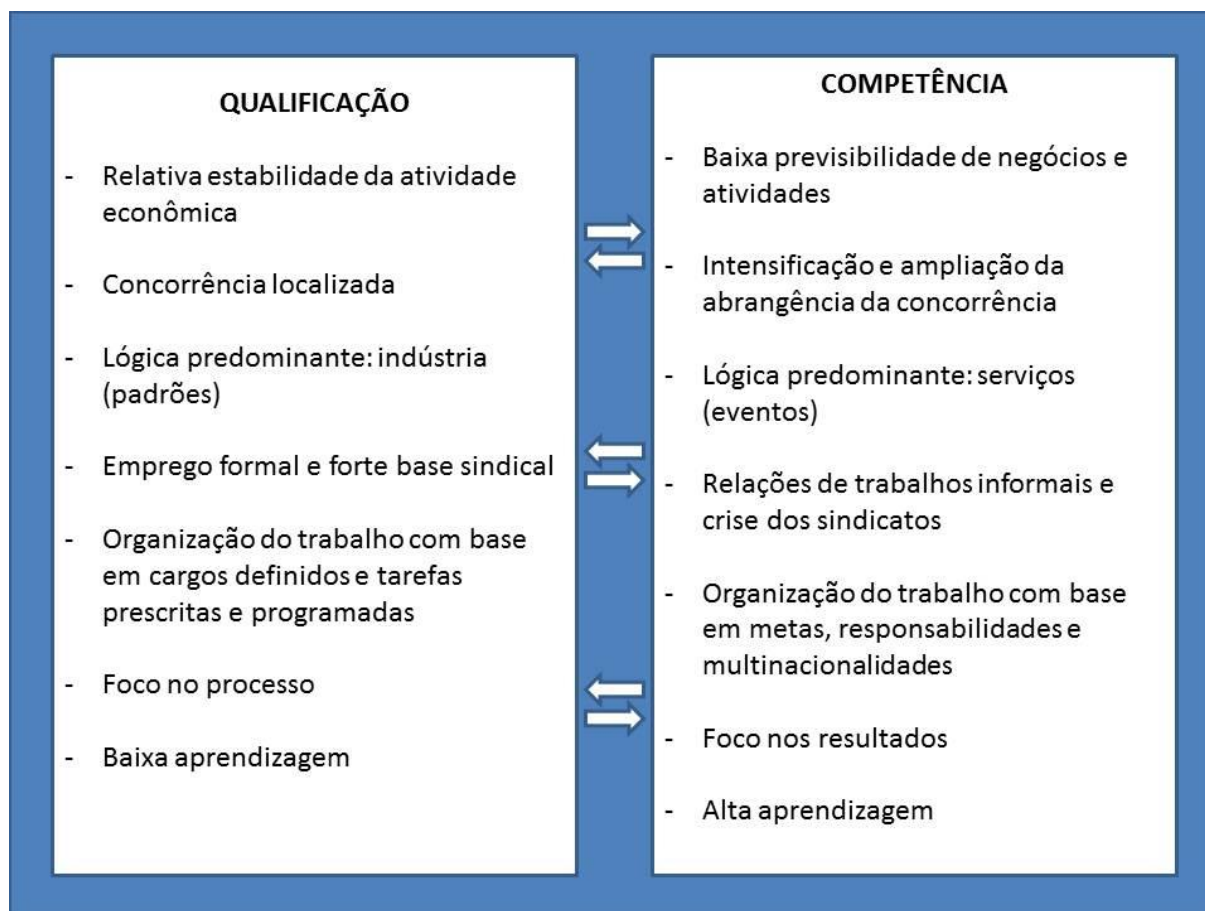 QUALIFICAÇÃO
- Relativa estabilidade da atividade
econômica
- Concorrência localizada
- Lógica predominante: indústria
(padrões)
- Emprego formal e forte base sindical
- Organização do trabalho com base
em cargos definidos e tarefas
prescritas e programadas
- Foco no processo
- Baixa aprendizagem
COMPETÊNCIA
- Baixa previsibilidade de negócios e
atividades
- Intensificação e ampliação da
abrangência da concorrência
- Lógica predominante: serviços
(eventos)
- Relações de trabalhos informais e
crise dos sindicatos
- Organização do trabalho com base
em metas, responsabilidades e
multinacionalidades
- Foco nos resultados
- Alta aprendizagem